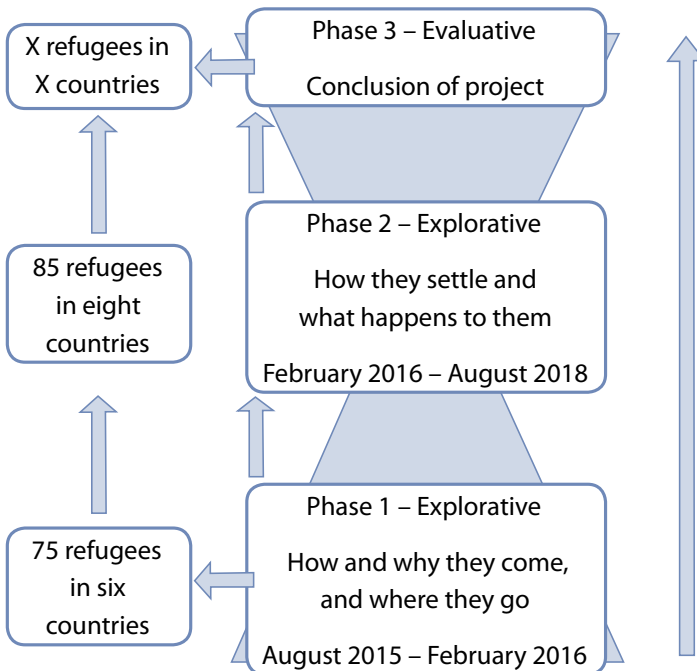 X refugees in
X countries
Phase 3 – Evaluative
Conclusion of project
85 refugees
in eight
countries
Phase 2 – Explorative
How they settle and
what happens to them
February 2016 – August 2018
75 refugees
in six
countries
Phase 1 – Explorative
How and why they come,
and where they go
August 2015 – February 2016